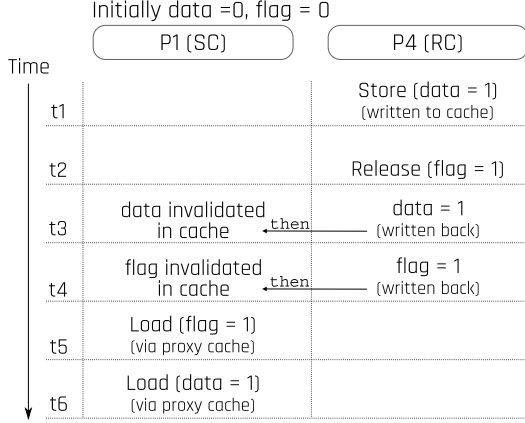 Initially data =0, flag = 0
P1 (SC) P4 (RC)
Time
t1 Store (data = 1)
(written to cache)
t2 Release (flag = 1)
t3 data invalidated in cache then data = 1
(written back)
t4 flag invalidated in cache then flag = 1
(written back)
t5 Load (flag = 1)
(via proxy cache)
t6 Load (data = 1)
(via proxy cache)